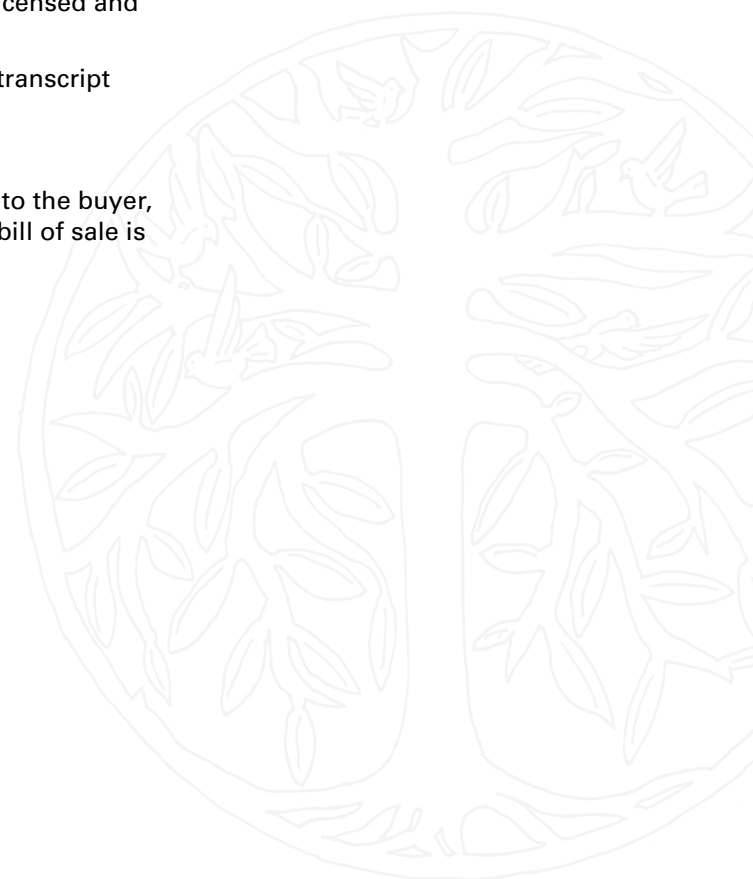 censed and
transcript
to the buyer,
bill of sale is